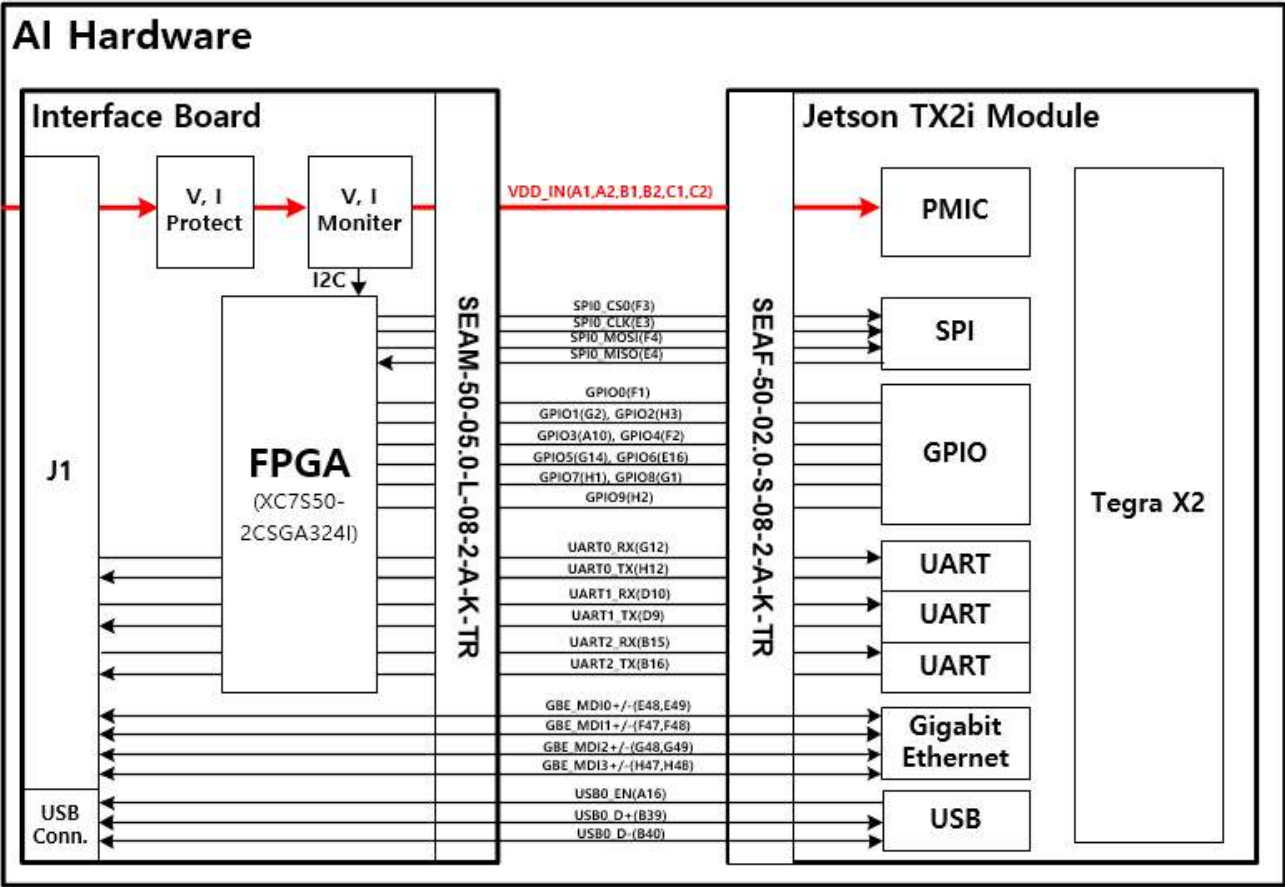 AI Hardware
Interface Board
Jetson TX2i Module
V, I
Protect
V, I
Moniter
VDD_IN(A1,A2,B1,B2,C1,C2)
PMIC
I2C
SPI0_CS0(F3)
SPI0_CLK(E3)
SPI0_MOSI(F4)
SPI0_MISO(E4)
SPI
GPIO0(F1)
GPIO1(G2), GPIO2(H3)
GPIO3(A10), GPIO4(F2)
GPIO5(G14), GPIO6(E16)
GPIO7(H1), GPIO8(G1)
GPIO9(H2)
GPIO
J1
FPGA
(XC7S50-
2CSGA324I)
SEAM-50-05.0-L-08-2-A-K-TR
SEAF-50-02.0-S-08-2-A-K-TR
Tegra X2
UART0_RX(G12)
UART0_TX(H12)
UART1_RX(D10)
UART1_TX(D9)
UART2_RX(B15)
UART2_TX(B16)
UART
UART
UART
GBE_MDI0+/-(E48,E49)
GBE_MDI1+/-(F47,F48)
GBE_MDI2+/-(G48,G49)
GBE_MDI3+/-(H47,H48)
Gigabit
Ethernet
USB
Conn.
USB0_EN(A16)
USB0_D+(B39)
USB0_D-(B40)
USB